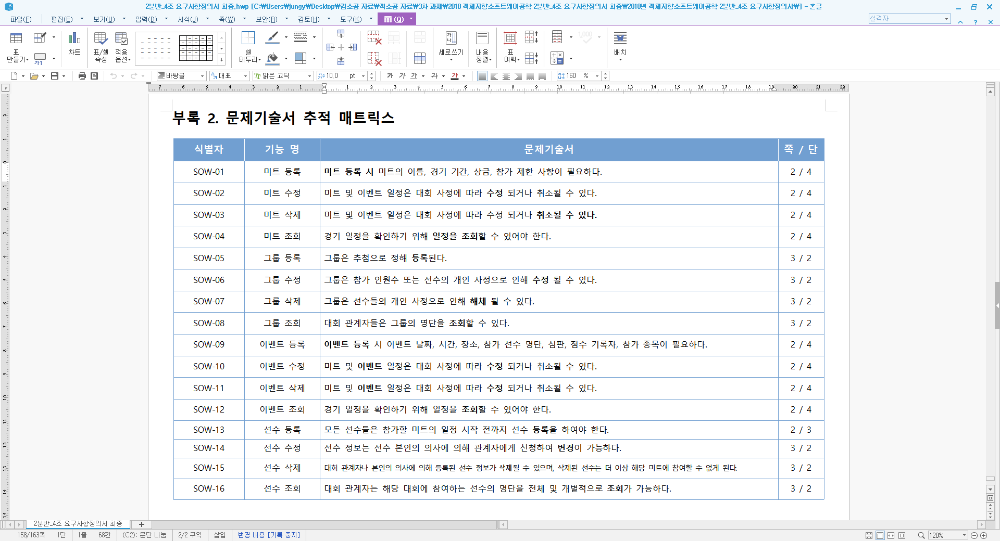 2분반_4조 요구사항정의서 최종.hwp [C:\Users\jungy\Desktop\컴소공 자료\객소공 자료\3차 과제\2018 객체지향소프트웨어공학 2분반_4조 요구사항정의서 최종\2018년 객체지향소프트웨어공학 2분반_4조 요구사항정의서\] - 흔글
파일(F) 편집(E) 보기(U) 입력(D) 서식(J) 쪽(W) 보안(R) 검토(H) 도구(K) (Q) 실격자
표 만들기 가1 차트 표/셀 속성 적용 옵션 셀 테두리 세로쓰기 내용 정렬 표 여백 1,000 배치
바탕글 대표 맑은 고딕 10.0 pt 가 가 가 가 가 160 %
7 6 5 4 3 2 1 1 2 3 4 5 6 7 8 9 10 11 12 13 14 15 16 17 18 19 20 21 22
부록 2. 문제기술서 추적 매트릭스
식별자 기능 명 문제기술서 쪽 / 단
SOW-01 미트 등록 미트 등록 시 미트의 이름, 경기 기간, 상금, 참가 제한 사항이 필요하다. 2 / 4
SOW-02 미트 수정 미트 및 이벤트 일정은 대회 사정에 따라 수정 되거나 취소될 수 있다. 2 / 4
SOW-03 미트 삭제 미트 및 이벤트 일정은 대회 사정에 따라 수정 되거나 취소될 수 있다. 2 / 4
SOW-04 미트 조회 경기 일정을 확인하기 위해 일정을 조회할 수 있어야 한다. 2 / 4
SOW-05 그룹 등록 그룹은 추첨으로 정해 등록된다. 3 / 2
SOW-06 그룹 수정 그룹은 참가 인원수 또는 선수의 개인 사정으로 인해 수정 될 수 있다. 3 / 2
SOW-07 그룹 삭제 그룹은 선수들의 개인 사정으로 인해 해체 될 수 있다. 3 / 2
SOW-08 그룹 조회 대회 관계자들은 그룹의 명단을 조회할 수 있다. 3 / 2
SOW-09 이벤트 등록 이벤트 등록 시 이벤트 날짜, 시간, 장소, 참가 선수 명단, 심판, 점수 기록자, 참가 종목이 필요하다. 2 / 4
SOW-10 이벤트 수정 미트 및 이벤트 일정은 대회 사정에 따라 수정 되거나 취소될 수 있다. 2 / 4
SOW-11 이벤트 삭제 미트 및 이벤트 일정은 대회 사정에 따라 수정 되거나 취소될 수 있다. 2 / 4
SOW-12 이벤트 조회 경기 일정을 확인하기 위해 일정을 조회할 수 있어야 한다. 2 / 4
SOW-13 선수 등록 모든 선수들은 참가할 미트의 일정 시작 전까지 선수 등록을 하여야 한다. 2 / 3
SOW-14 선수 수정 선수 정보는 선수 본인의 의사에 의해 관계자에게 신청하여 변경이 가능하다. 3 / 2
SOW-15 선수 삭제 대회 관계자나 본인의 의사에 의해 등록된 선수 정보가 삭제될 수 있으며, 삭제된 선수는 더 이상 해당 미트에 참여할 수 없게 된다. 3 / 2
SOW-16 선수 조회 대회 관계자는 해당 대회에 참여하는 선수의 명단을 전체 및 개별적으로 조회가 가능하다. 3 / 2
2분반_4조 요구사항정의서 최종
158/163쪽 1단 1줄 68칸 (C2): 문단 나눔 2/2 구역 삽입 변경 내용 [기록 중지] 120%